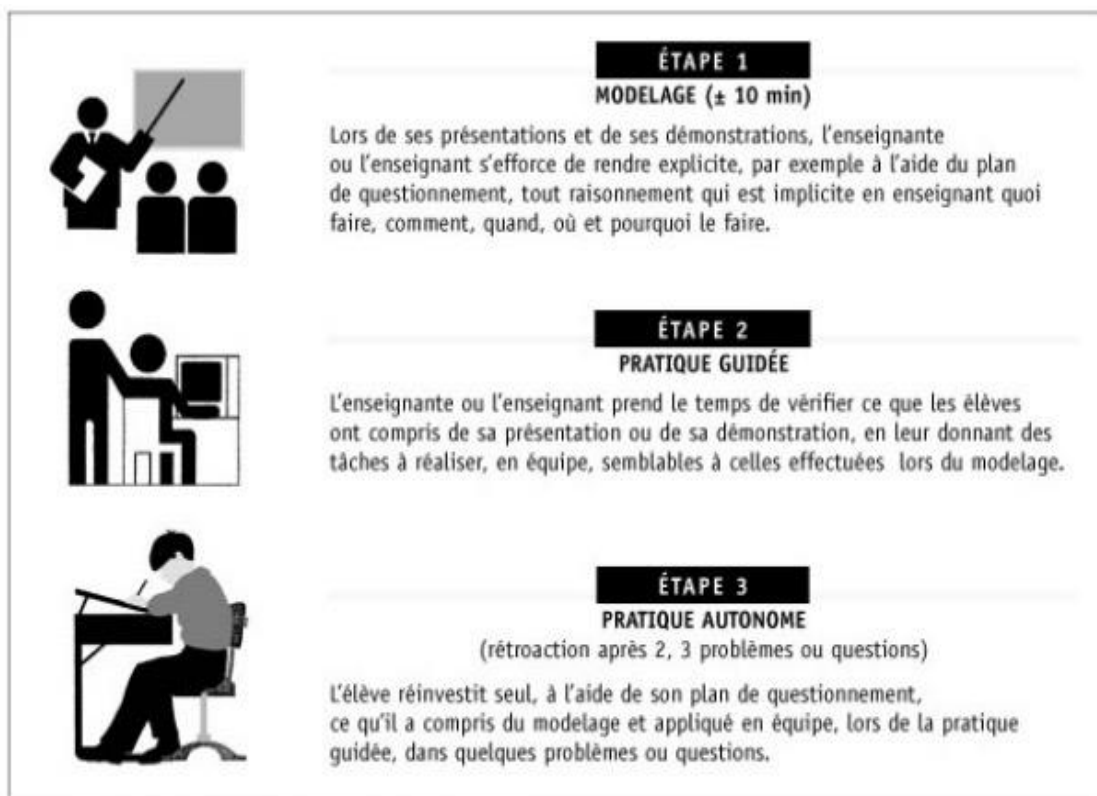 ÉTAPE 1
MODELAGE (± 10 min)
Lors de ses présentations et de ses démonstrations, l'enseignante
ou l'enseignant s'efforce de rendre explicite, par exemple à l'aide du plan
de questionnement, tout raisonnement qui est implicite en enseignant quoi
faire, comment, quand, où et pourquoi le faire.
ÉTAPE 2
PRATIQUE GUIDÉE
L'enseignante ou l'enseignant prend le temps de vérifier ce que les élèves
ont compris de sa présentation ou de sa démonstration, en leur donnant des
tâches à réaliser, en équipe, semblables à celles effectuées lors du modelage.
ÉTAPE 3
PRATIQUE AUTONOME
(rétroaction après 2, 3 problèmes ou questions)
L'élève réinvestit seul, à l'aide de son plan de questionnement,
ce qu'il a compris du modelage et appliqué en équipe, lors de la pratique
guidée, dans quelques problèmes ou questions.